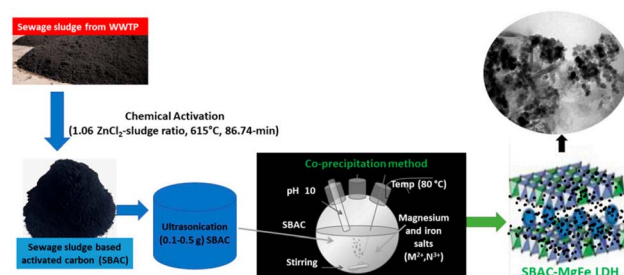 Sewage sludge from WWTP
Chemical Activation
(1.06 ZnCl₂-sludge ratio, 615°C, 86.74-min)
Sewage sludge based
activated carbon (SBAC)
Ultrasonication
(0.1-0.5 g) SBAC
Co-precipitation method
pH 10
Temp (80 °C)
SBAC
Magnesium
and iron
salts
(M²⁺,N³⁺)
Stirring
SBAC-MgFe LDH